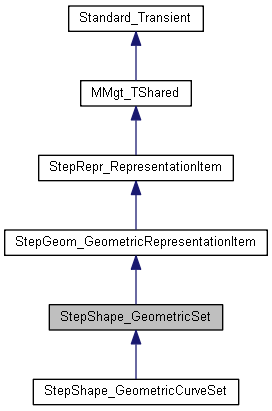 Standard_Transient
MMgt_TShared
StepRepr_RepresentationItem
StepGeom_GeometricRepresentationItem
StepShape_GeometricSet
StepShape_GeometricCurveSet